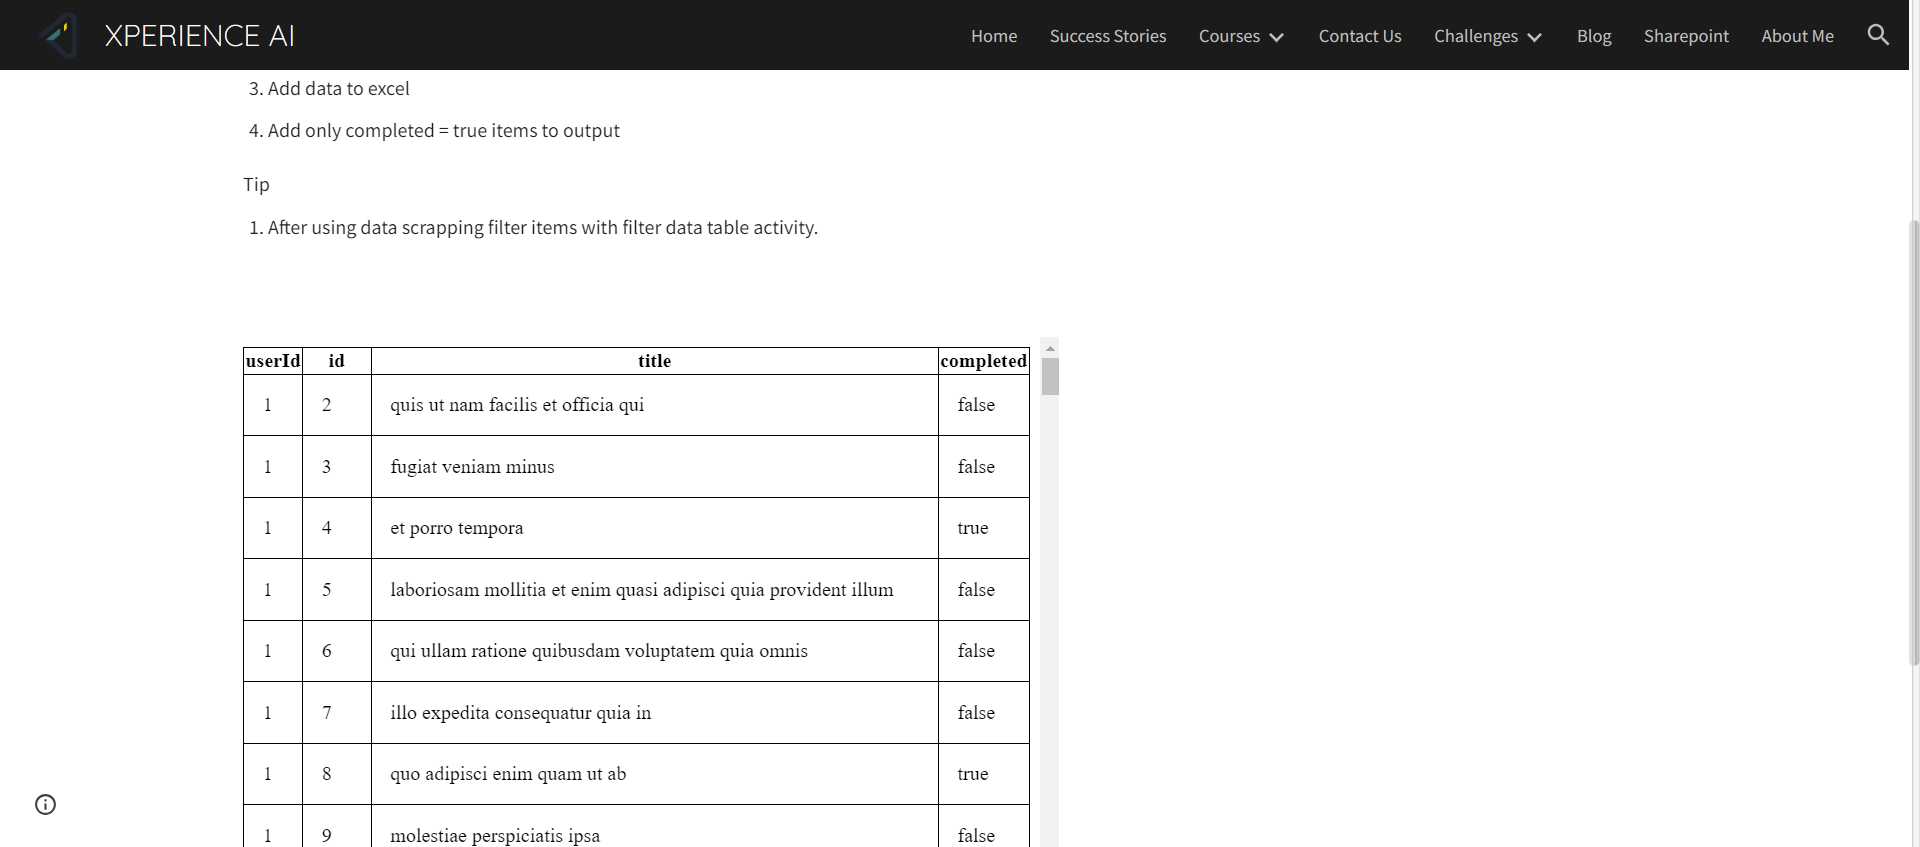 XPERIENCE AI
Home Success Stories Courses Contact Us Challenges Blog Sharepoint About Me
3. Add data to excel
4. Add only completed = true items to output
Tip
1. After using data scrapping filter items with filter data table activity.
userId id title completed
1 2 quis ut nam facilis et officia qui false
1 3 fugiat veniam minus false
1 4 et porro tempora true
1 5 laboriosam mollitia et enim quasi adipisci quia provident illum false
1 6 qui ullam ratione quibusdam voluptatem quia omnis false
1 7 illo expedita consequatur quia in false
1 8 quo adipisci enim quam ut ab true
1 9 molestiae perspiciatis ipsa false